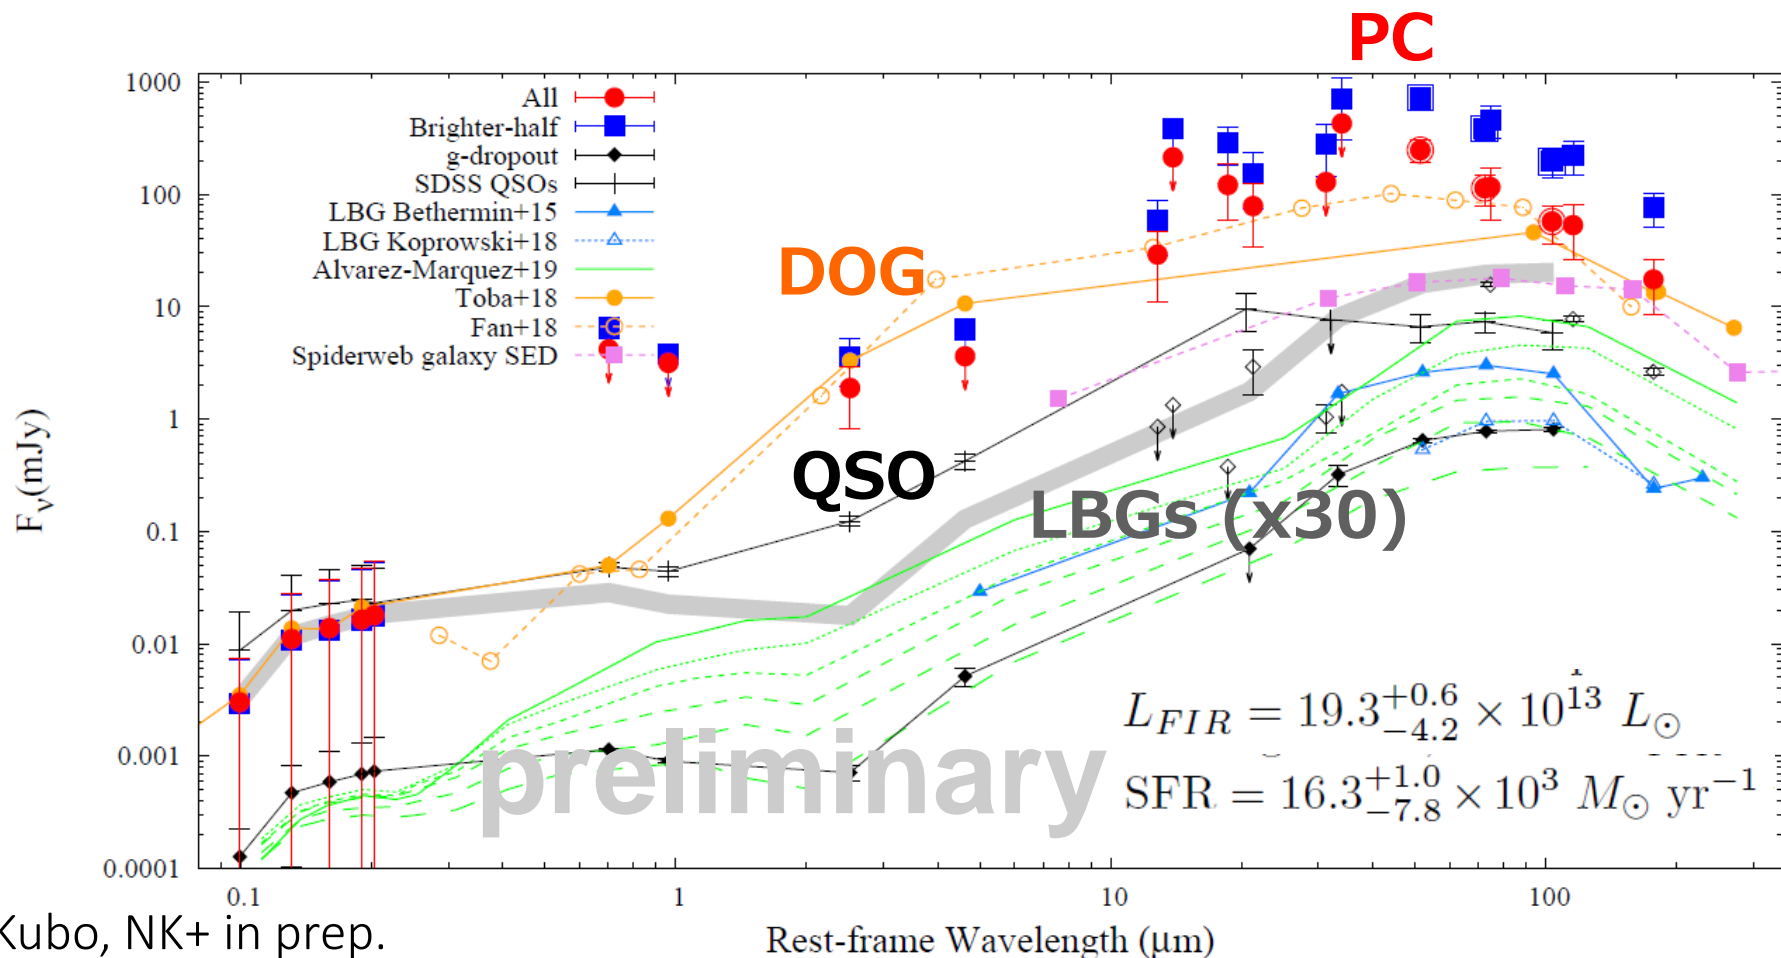 PC
1000
100
10
1
0.1
0.01
0.001
0.0001
All
Brighter-half
g-dropout
SDSS QSOs
LBG Bethermin+15
LBG Koprowski+18
Alvarez-Marquez+19
Toba+18
Fan+18
Spiderweb galaxy SED
DOG
QSO
LBGs (x30)
preliminary
L_{FIR} = 19.3^{+0.6}_{-4.2} × 10^{13} L_⊙
SFR = 16.3^{+1.0}_{-7.8} × 10^3 M_⊙ yr^{-1}
F_ν(mJy)
0.1 1 10 100
Rest-frame Wavelength (μm)
Kubo, NK+ in prep.